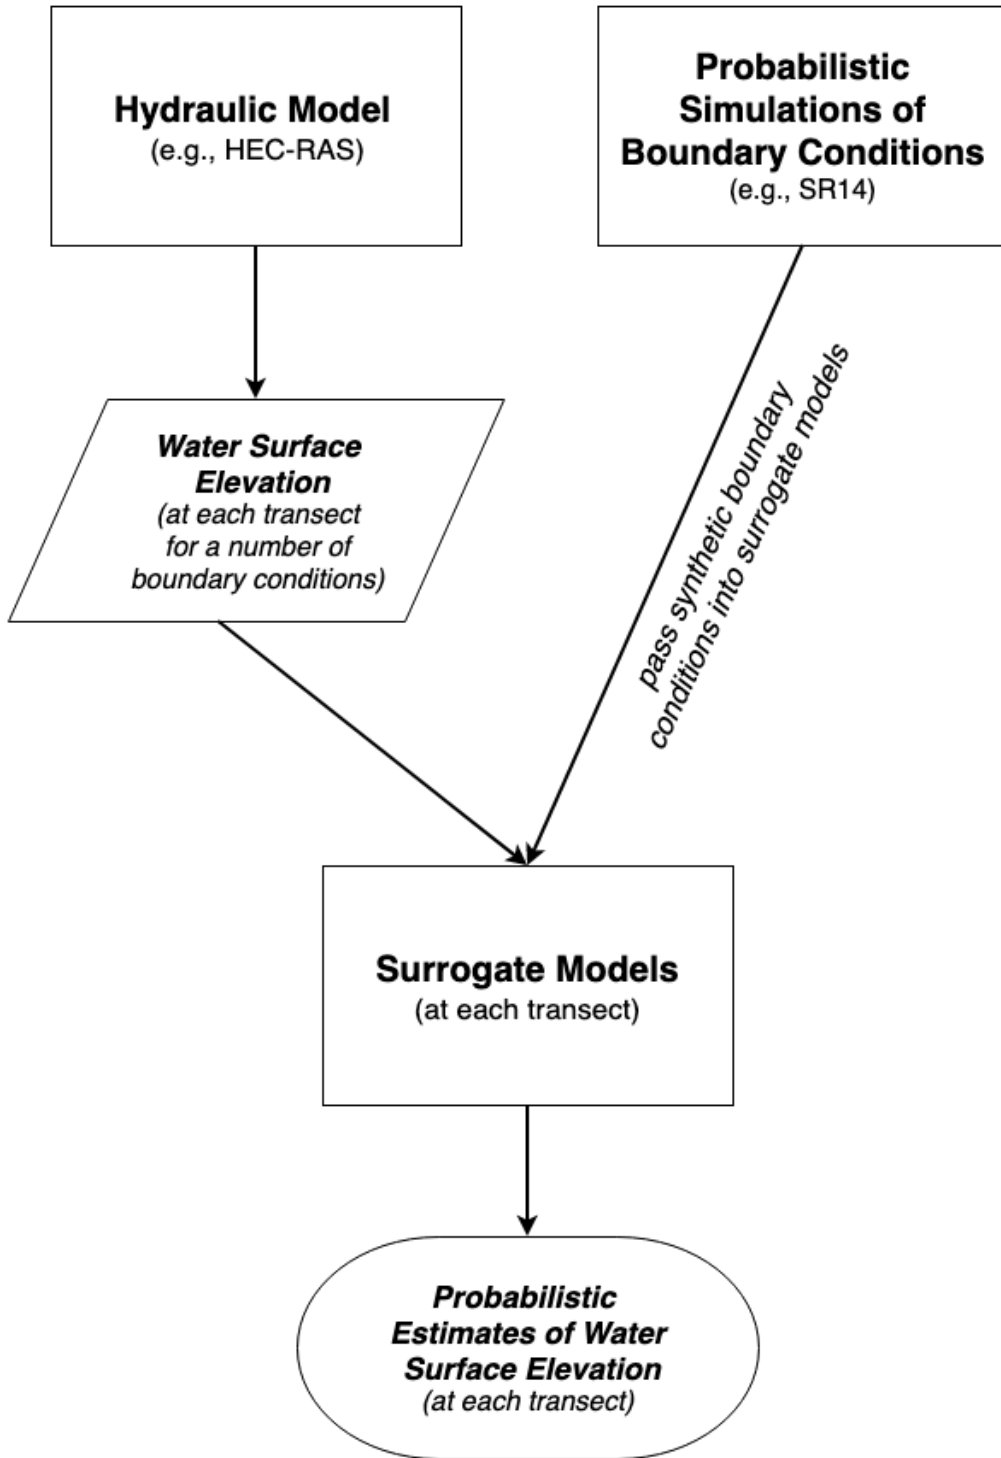 Hydraulic Model
(e.g., HEC-RAS)
Probabilistic
Simulations of
Boundary Conditions
(e.g., SR14)
Water Surface
Elevation
(at each transect
for a number of
boundary conditions)
pass synthetic boundary
conditions into surrogate models
Surrogate Models
(at each transect)
Probabilistic
Estimates of Water
Surface Elevation
(at each transect)